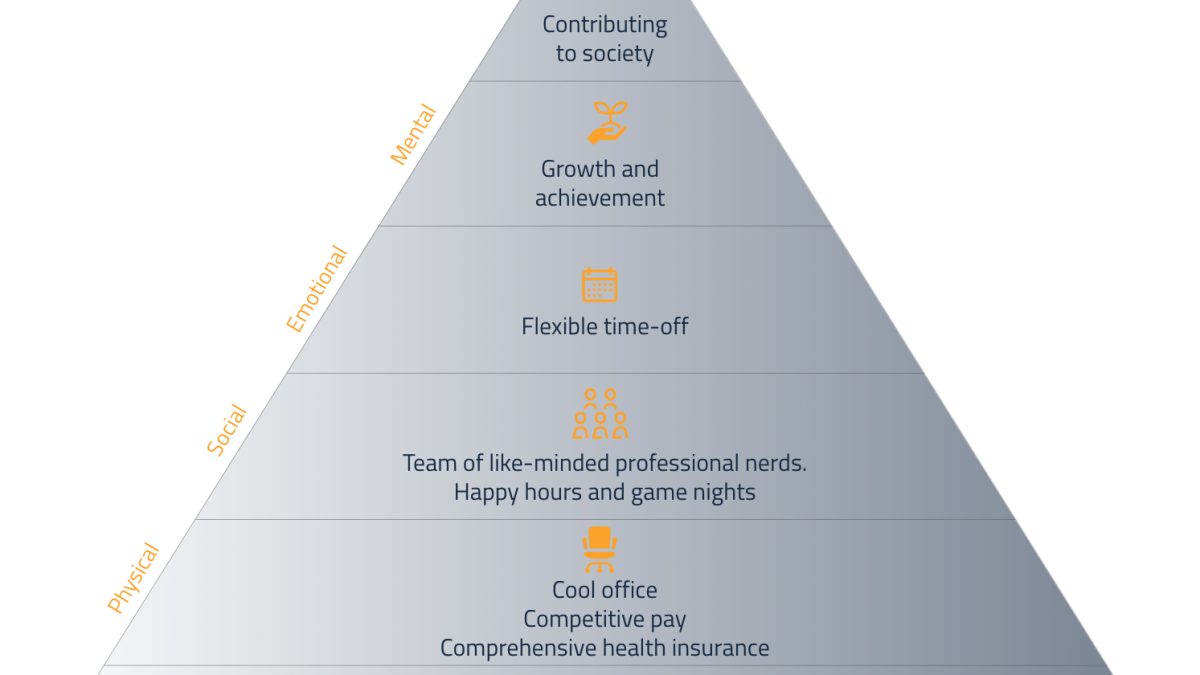 Contributing
to society
Mental
Growth and
achievement
Emotional
Flexible time-off
Social
Team of like-minded professional nerds.
Happy hours and game nights
Physical
Cool office
Competitive pay
Comprehensive health insurance